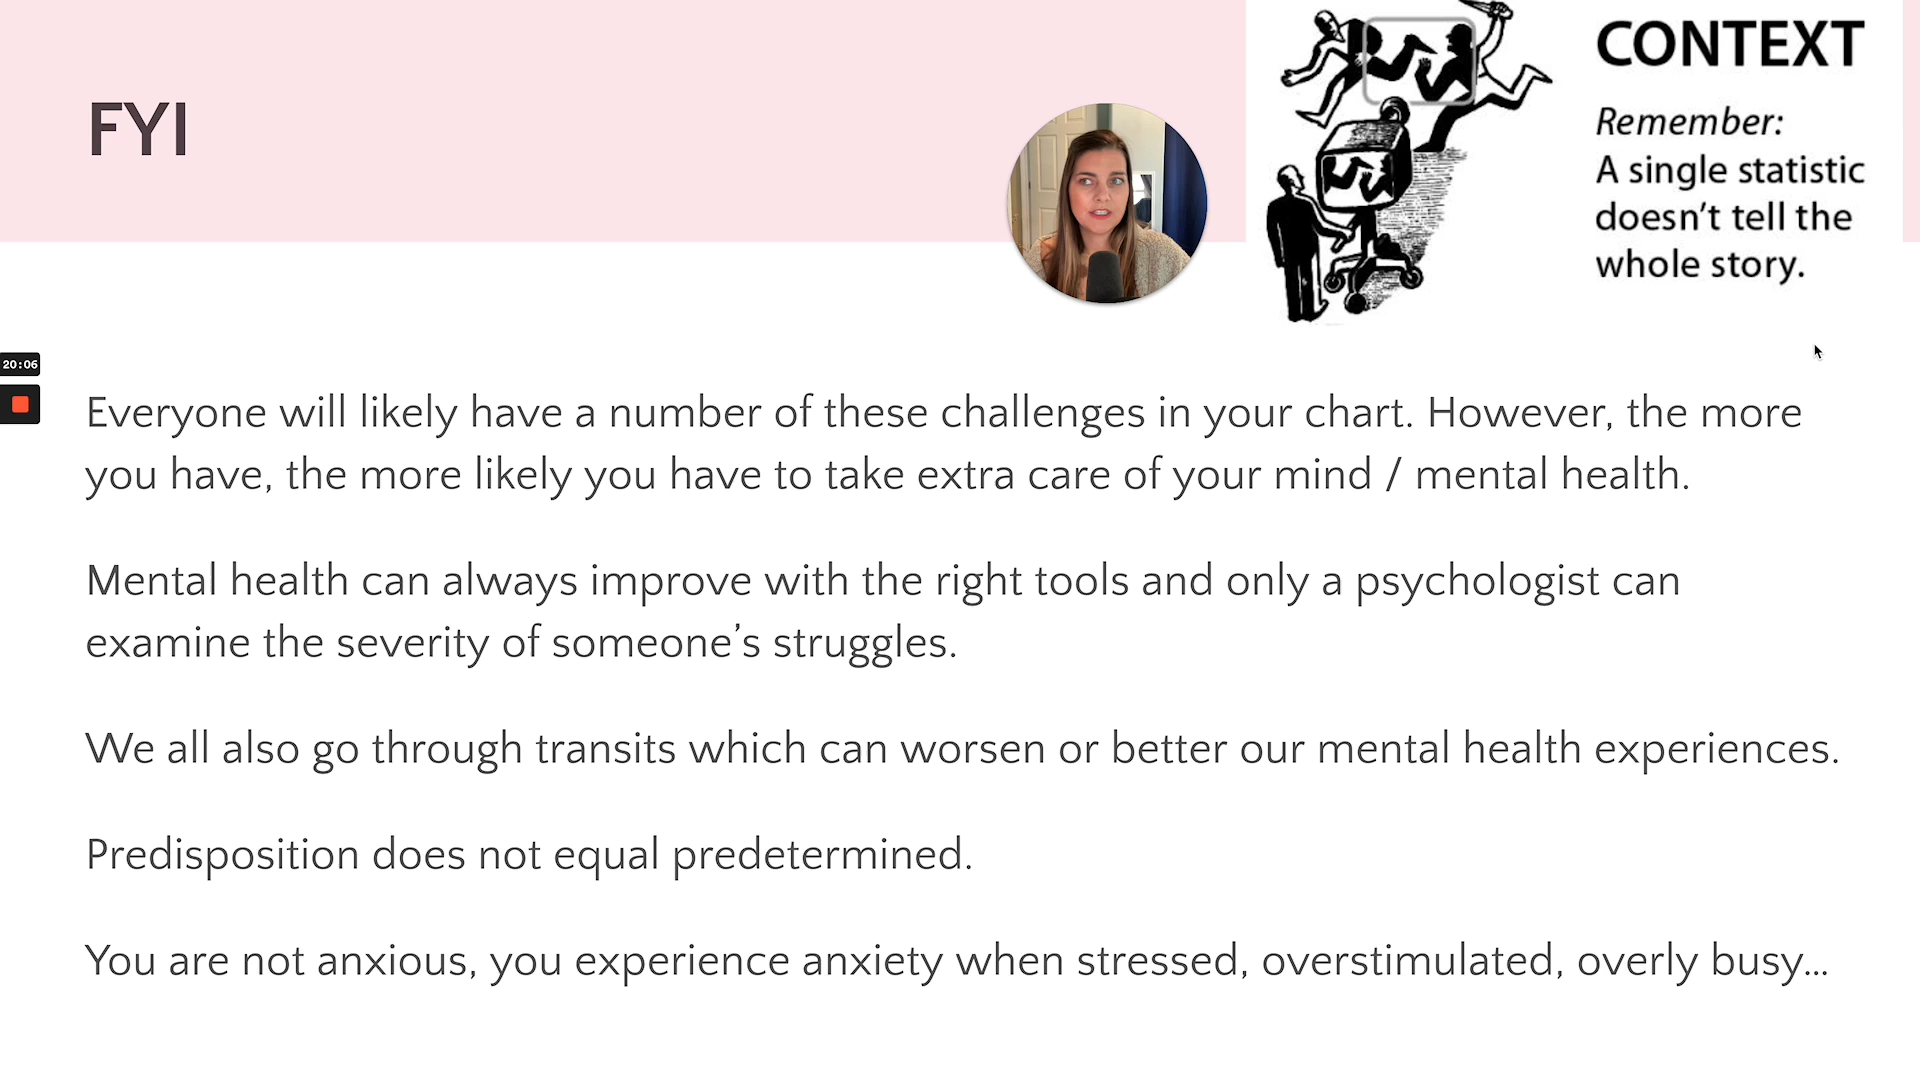 FYI
CONTEXT
Remember:
A single statistic
doesn't tell the
whole story.
20:06
Everyone will likely have a number of these challenges in your chart. However, the more
you have, the more likely you have to take extra care of your mind / mental health.
Mental health can always improve with the right tools and only a psychologist can
examine the severity of someone’s struggles.
We all also go through transits which can worsen or better our mental health experiences.
Predisposition does not equal predetermined.
You are not anxious, you experience anxiety when stressed, overstimulated, overly busy...